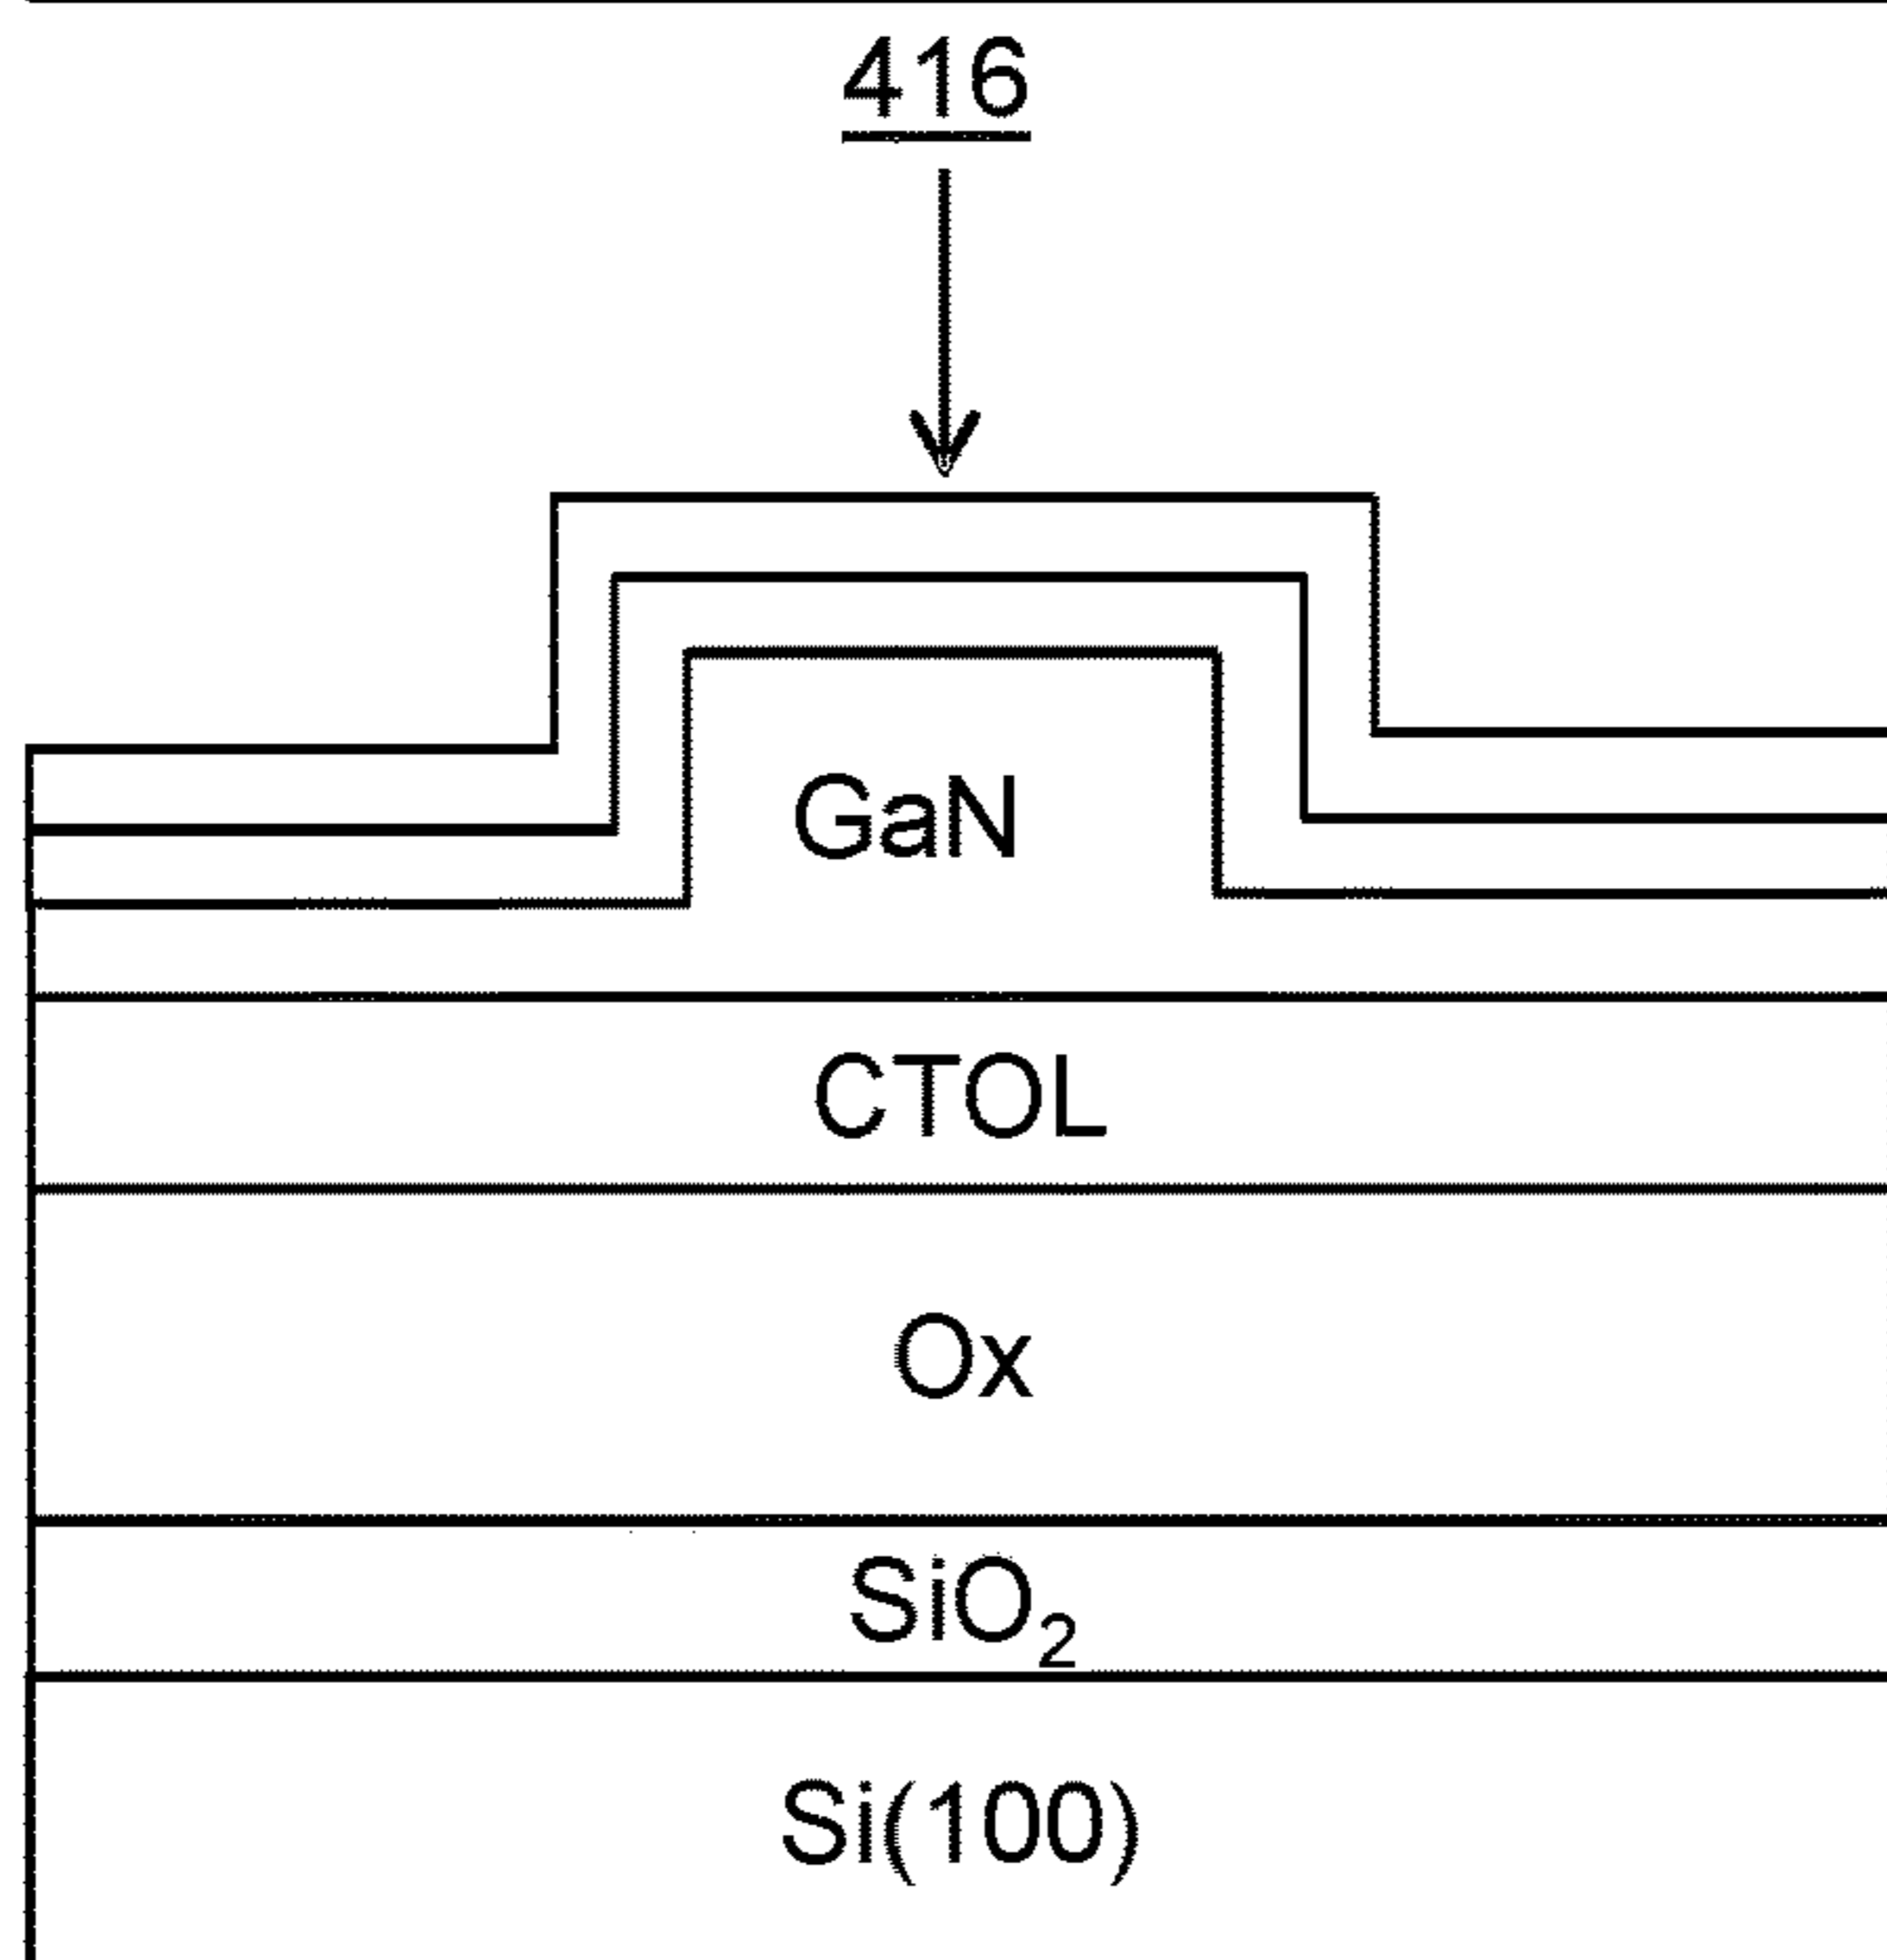 416
GaN
CTOL
Ox
SiO₂
Si(100)